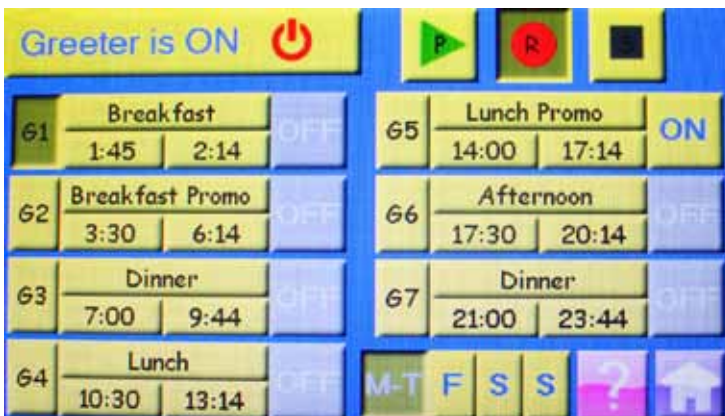 Greeter is ON
P
R
S
G1
Breakfast
1:45 2:14
OFF
G2
Breakfast Promo
3:30 6:14
OFF
G3
Dinner
7:00 9:44
OFF
G4
Lunch
10:30 13:14
OFF
G5
Lunch Promo
14:00 17:14
ON
G6
Afternoon
17:30 20:14
OFF
G7
Dinner
21:00 23:44
OFF
M-T F S S ?